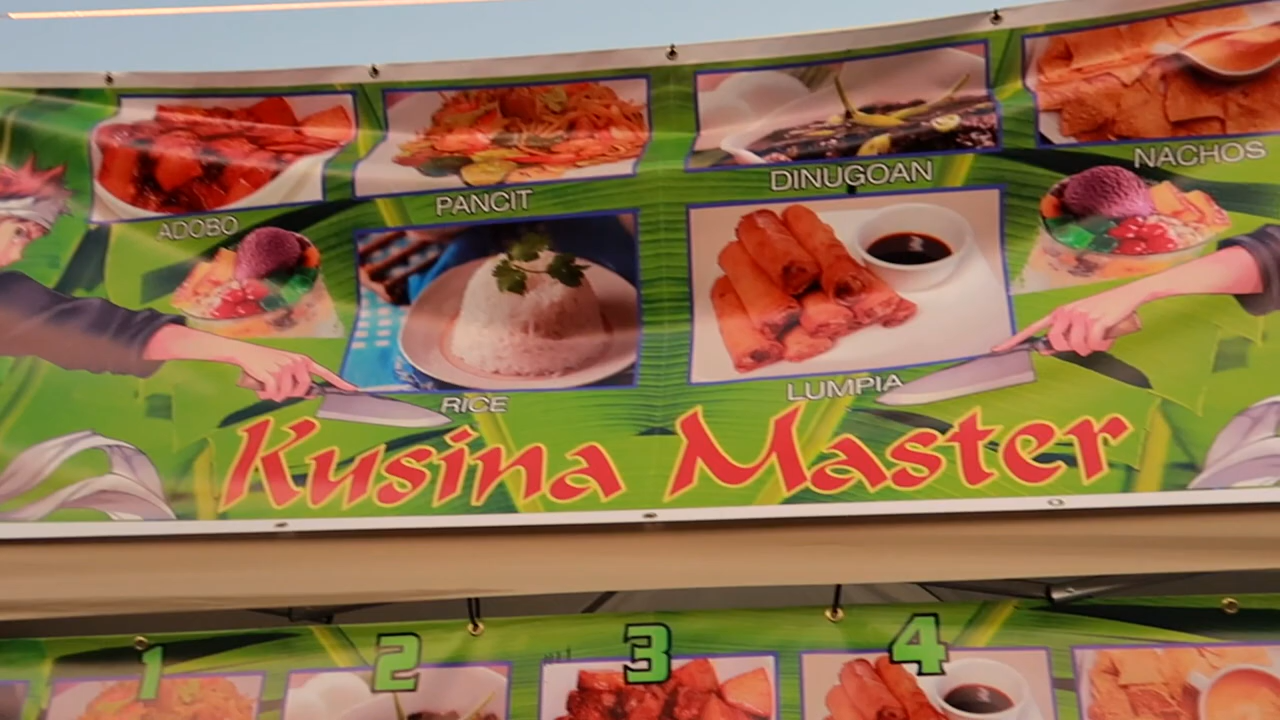 ADOBO
PANCIT
DINUGOAN
NACHOS
RICE
LUMPIA
Kusina Master
1
2
3
4